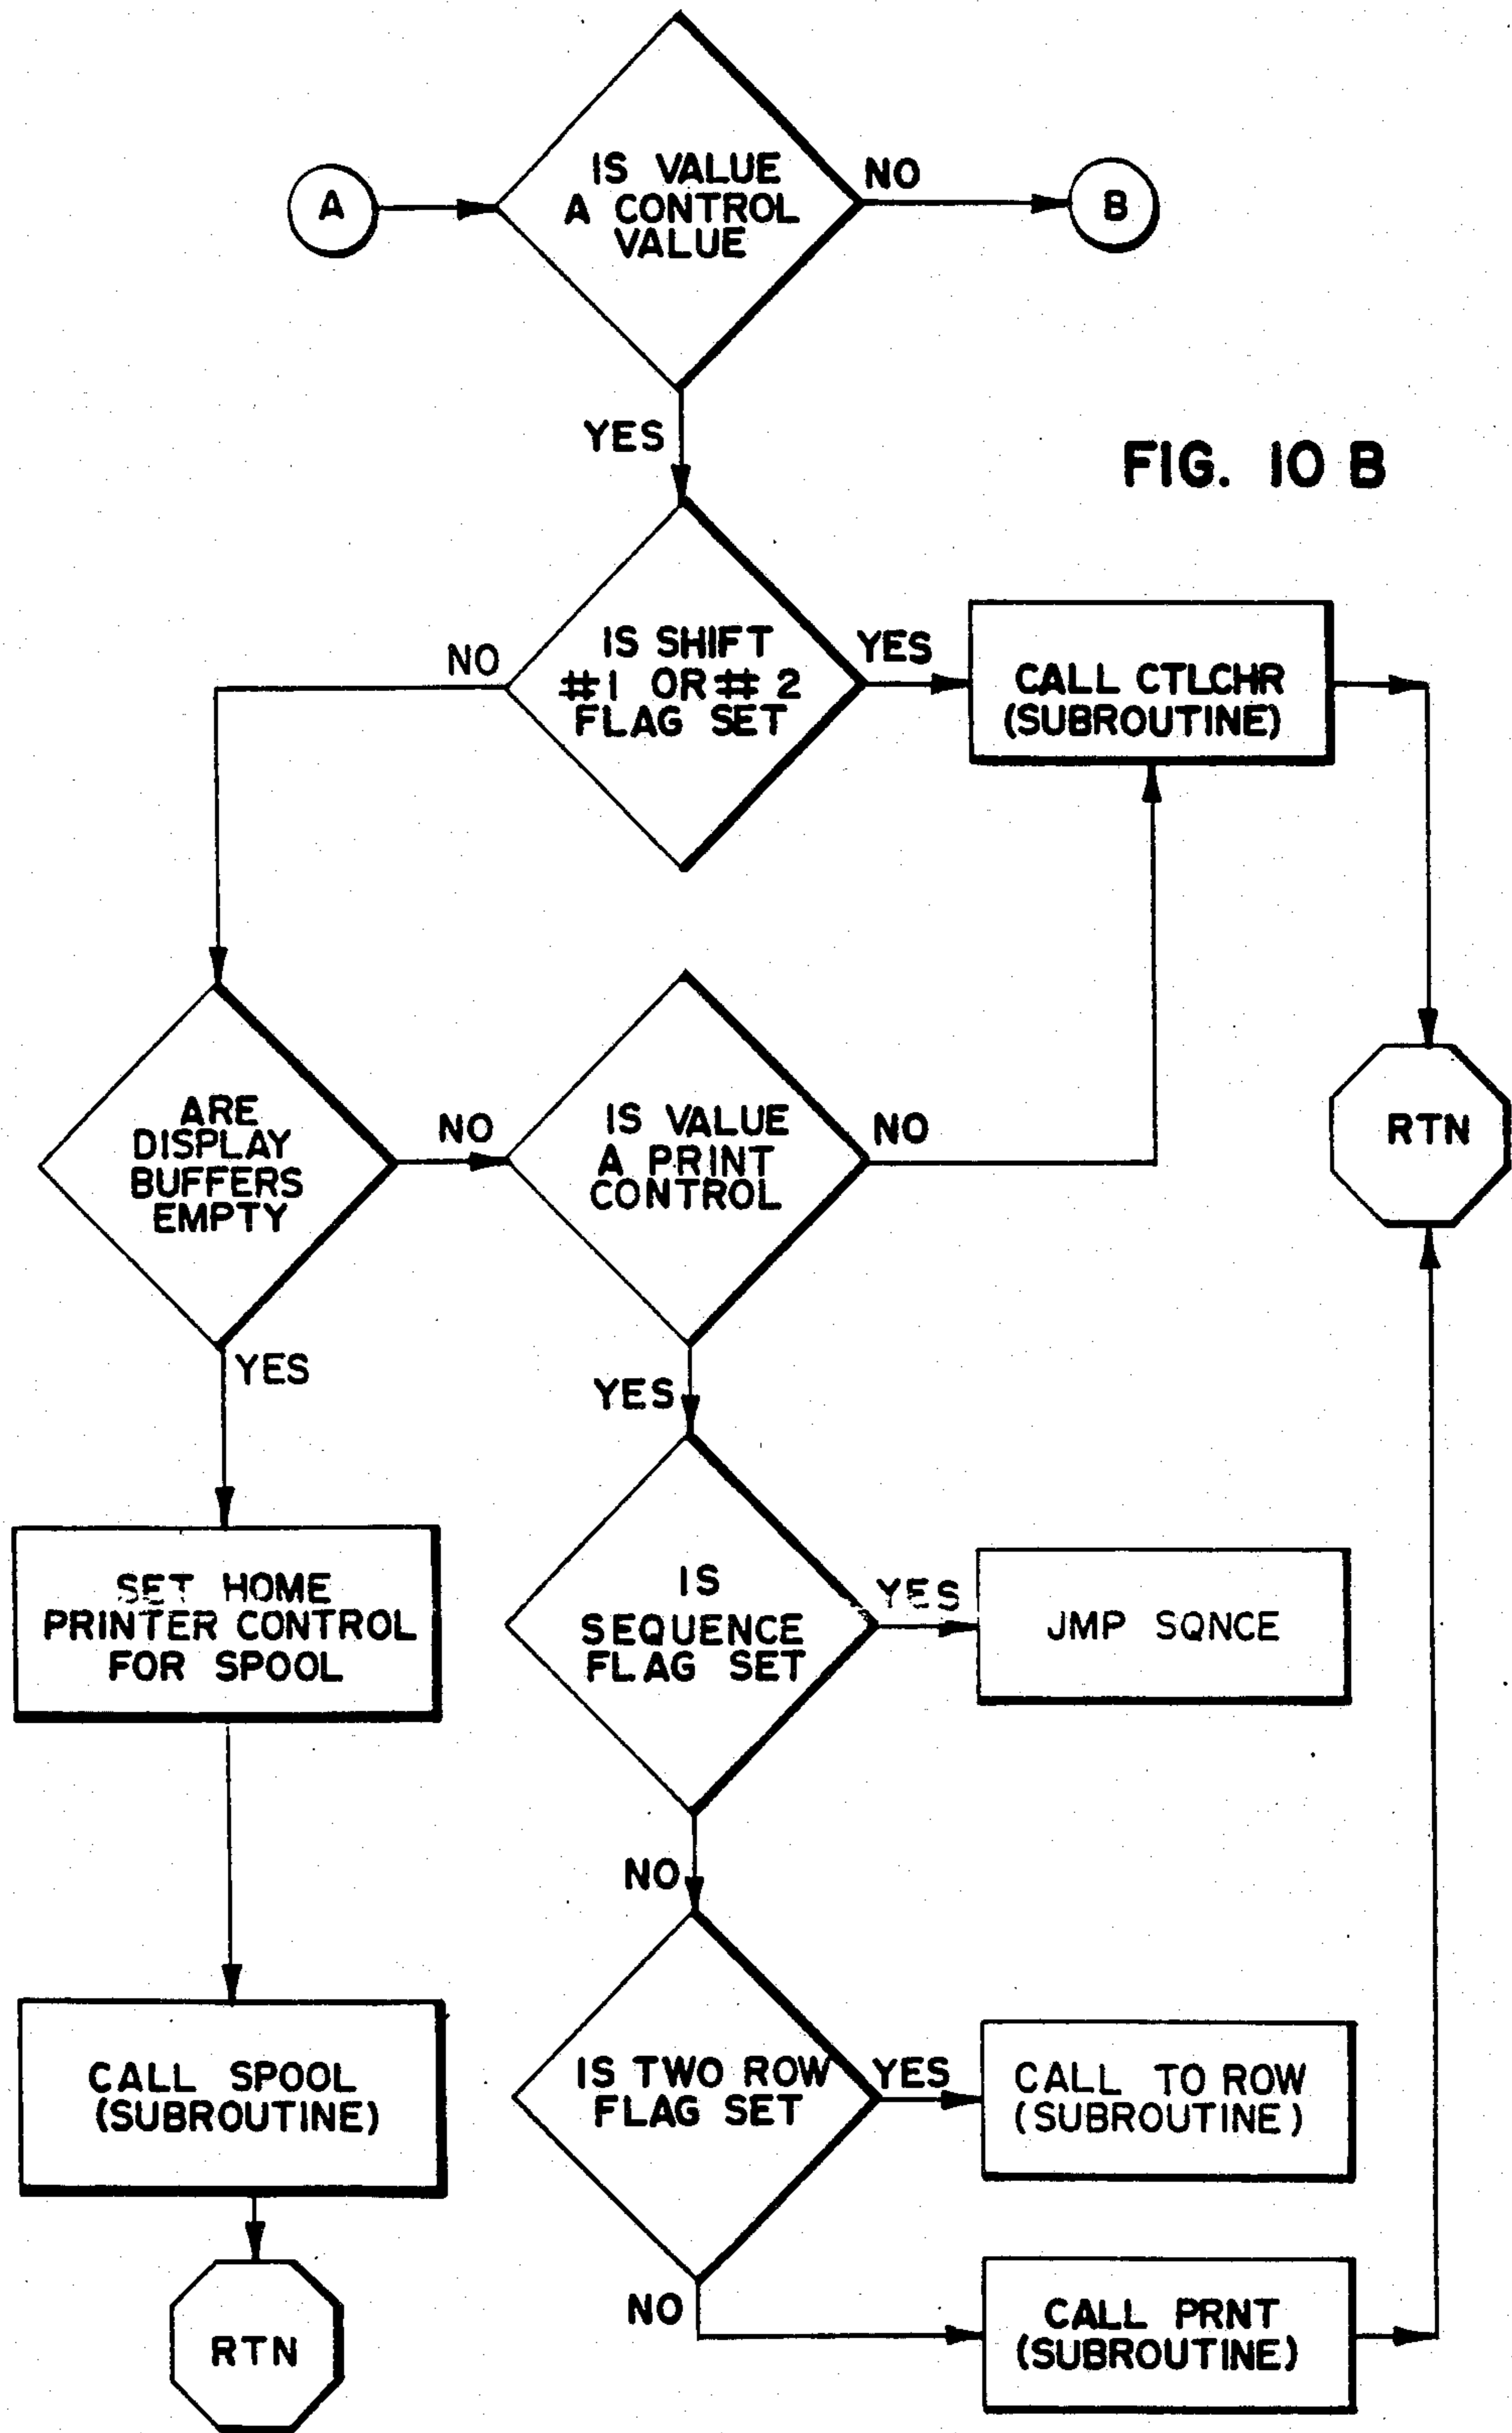 IS VALUE
A CONTROL
VALUE
A
NO
B
YES
FIG. 10 B
IS SHIFT
#1 OR # 2
FLAG SET
NO
YES
CALL CTLCHR
(SUBROUTINE)
ARE
DISPLAY
BUFFERS
EMPTY
NO
IS VALUE
A PRINT
CONTROL
NO
RTN
YES
YES
SET HOME
PRINTER CONTROL
FOR SPOOL
IS
SEQUENCE
FLAG SET
YES
JMP SQNCE
NO
CALL SPOOL
(SUBROUTINE)
IS TWO ROW
FLAG SET
YES
CALL TO ROW
(SUBROUTINE)
NO
CALL PRNT
(SUBROUTINE)
RTN